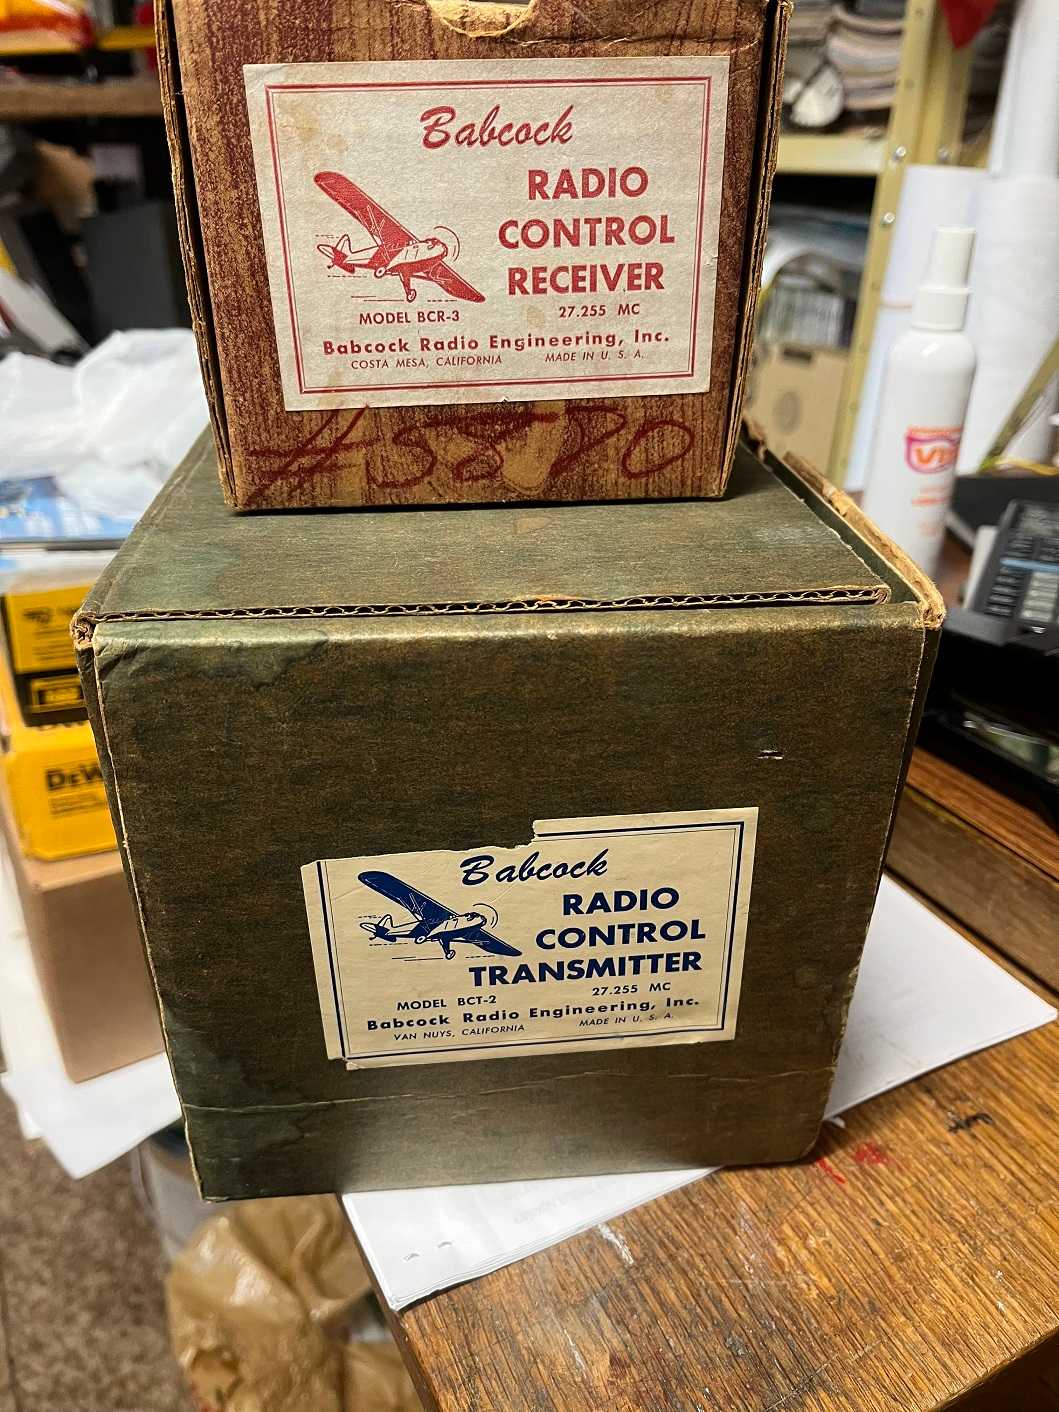 Babcock
RADIO
CONTROL
RECEIVER
MODEL BCR-3 27.255 MC
Babcock Radio Engineering, Inc.
COSTA MESA, CALIFORNIA MADE IN U. S. A.
Babcock
RADIO
CONTROL
TRANSMITTER
MODEL BCT-2 27.255 MC
Babcock Radio Engineering, Inc.
VAN NUYS, CALIFORNIA MADE IN U. S. A.